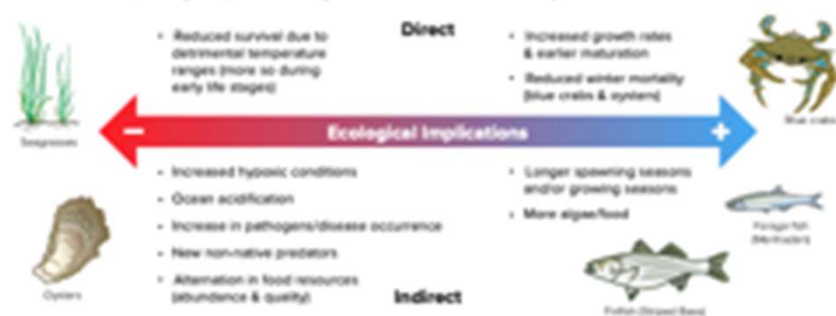 Direct
• Reduced survival due to
detrimental temperature
ranges (more so during
early life stages)
• Increased growth rates
& earlier maturation
• Reduced winter mortality
(blue crabs & oysters)
Blue crabs
Seagrasses
− Ecological Implications +
• Increased hypoxic conditions
• Ocean acidification
• Increase in pathogens/disease occurrence
• New non-native predators
• Alternation in food resources
(abundance & quality)
• Longer spawning seasons
and/or growing seasons
• More algae/food
Forage fish
(Menhaden)
Oysters
Indirect
Finfish (Striped Bass)